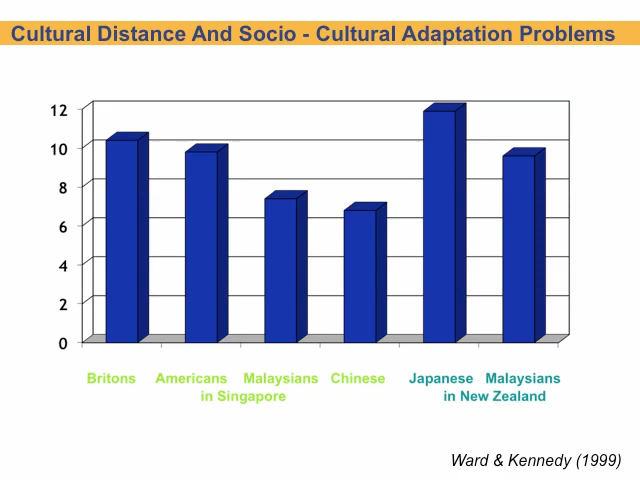 Cultural Distance And Socio - Cultural Adaptation Problems
12
10
8
6
4
2
0
Britons Americans Malaysians Chinese Japanese Malaysians
in Singapore in New Zealand
Ward & Kennedy (1999)